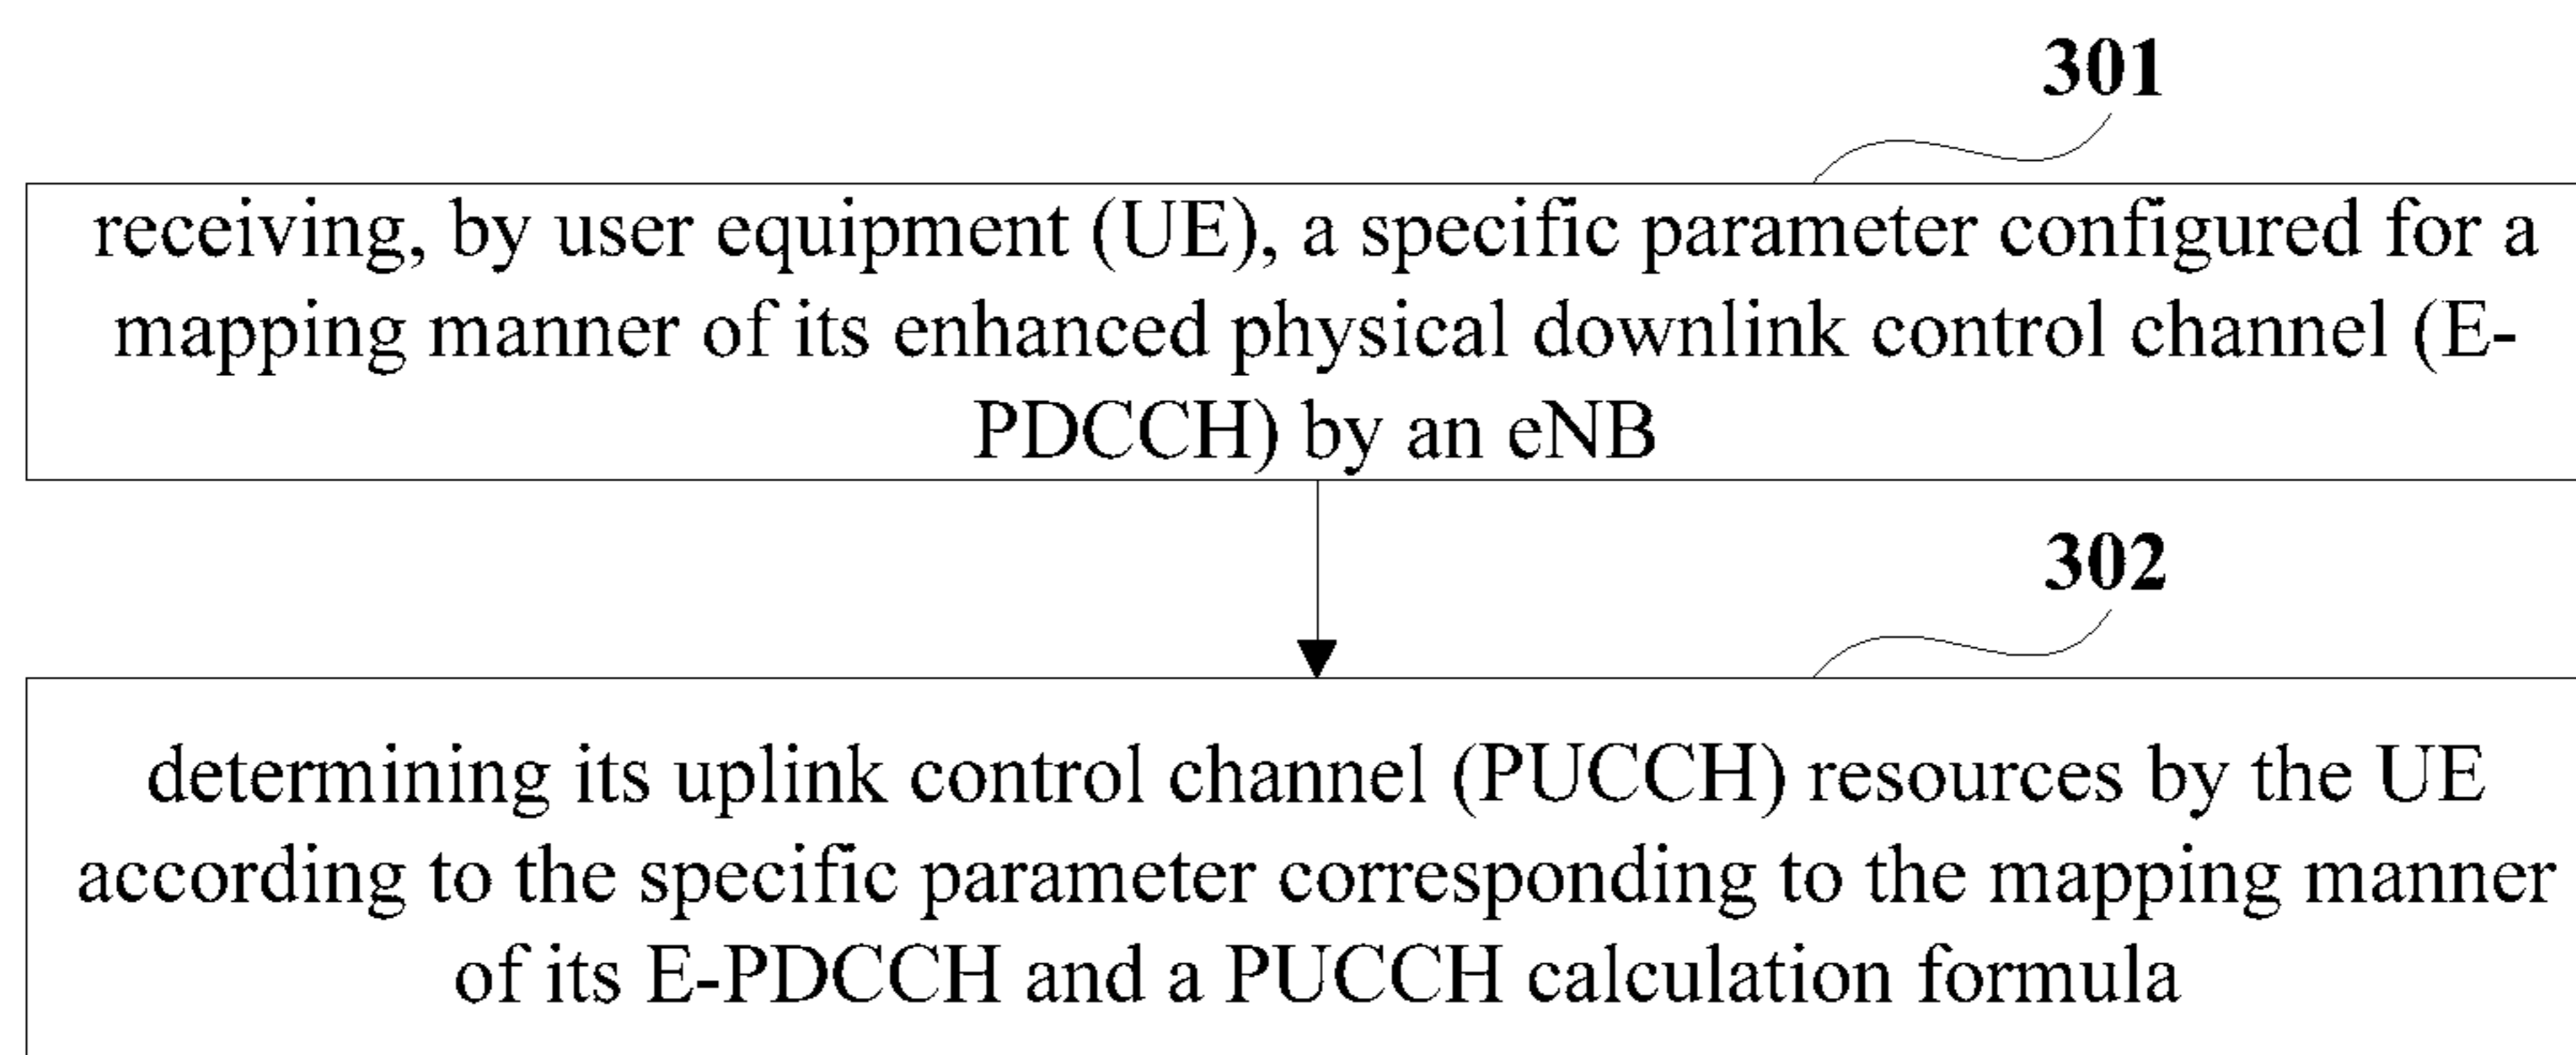 301
receiving, by user equipment (UE), a specific parameter configured for a
mapping manner of its enhanced physical downlink control channel (E-
PDCCH) by an eNB
302
determining its uplink control channel (PUCCH) resources by the UE
according to the specific parameter corresponding to the mapping manner
of its E-PDCCH and a PUCCH calculation formula